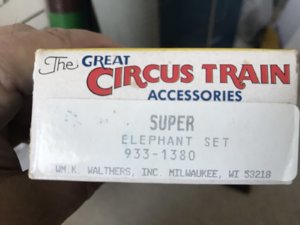 The GREAT
CIRCUS TRAIN
ACCESSORIES
SUPER
ELEPHANT SET
933-1380
WM. K. WALTHERS, INC. MILWAUKEE, WI 53218